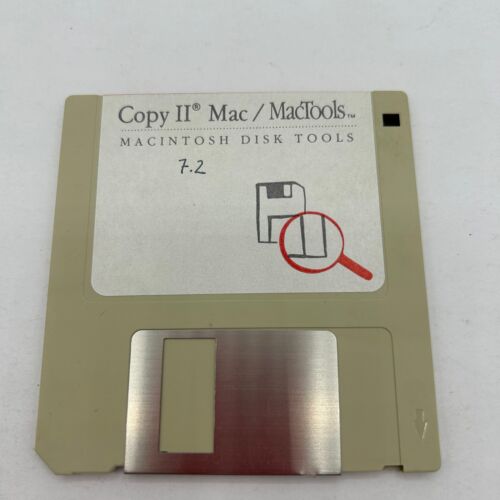 Copy II® Mac / MacTools™
MACINTOSH DISK TOOLS
7.2